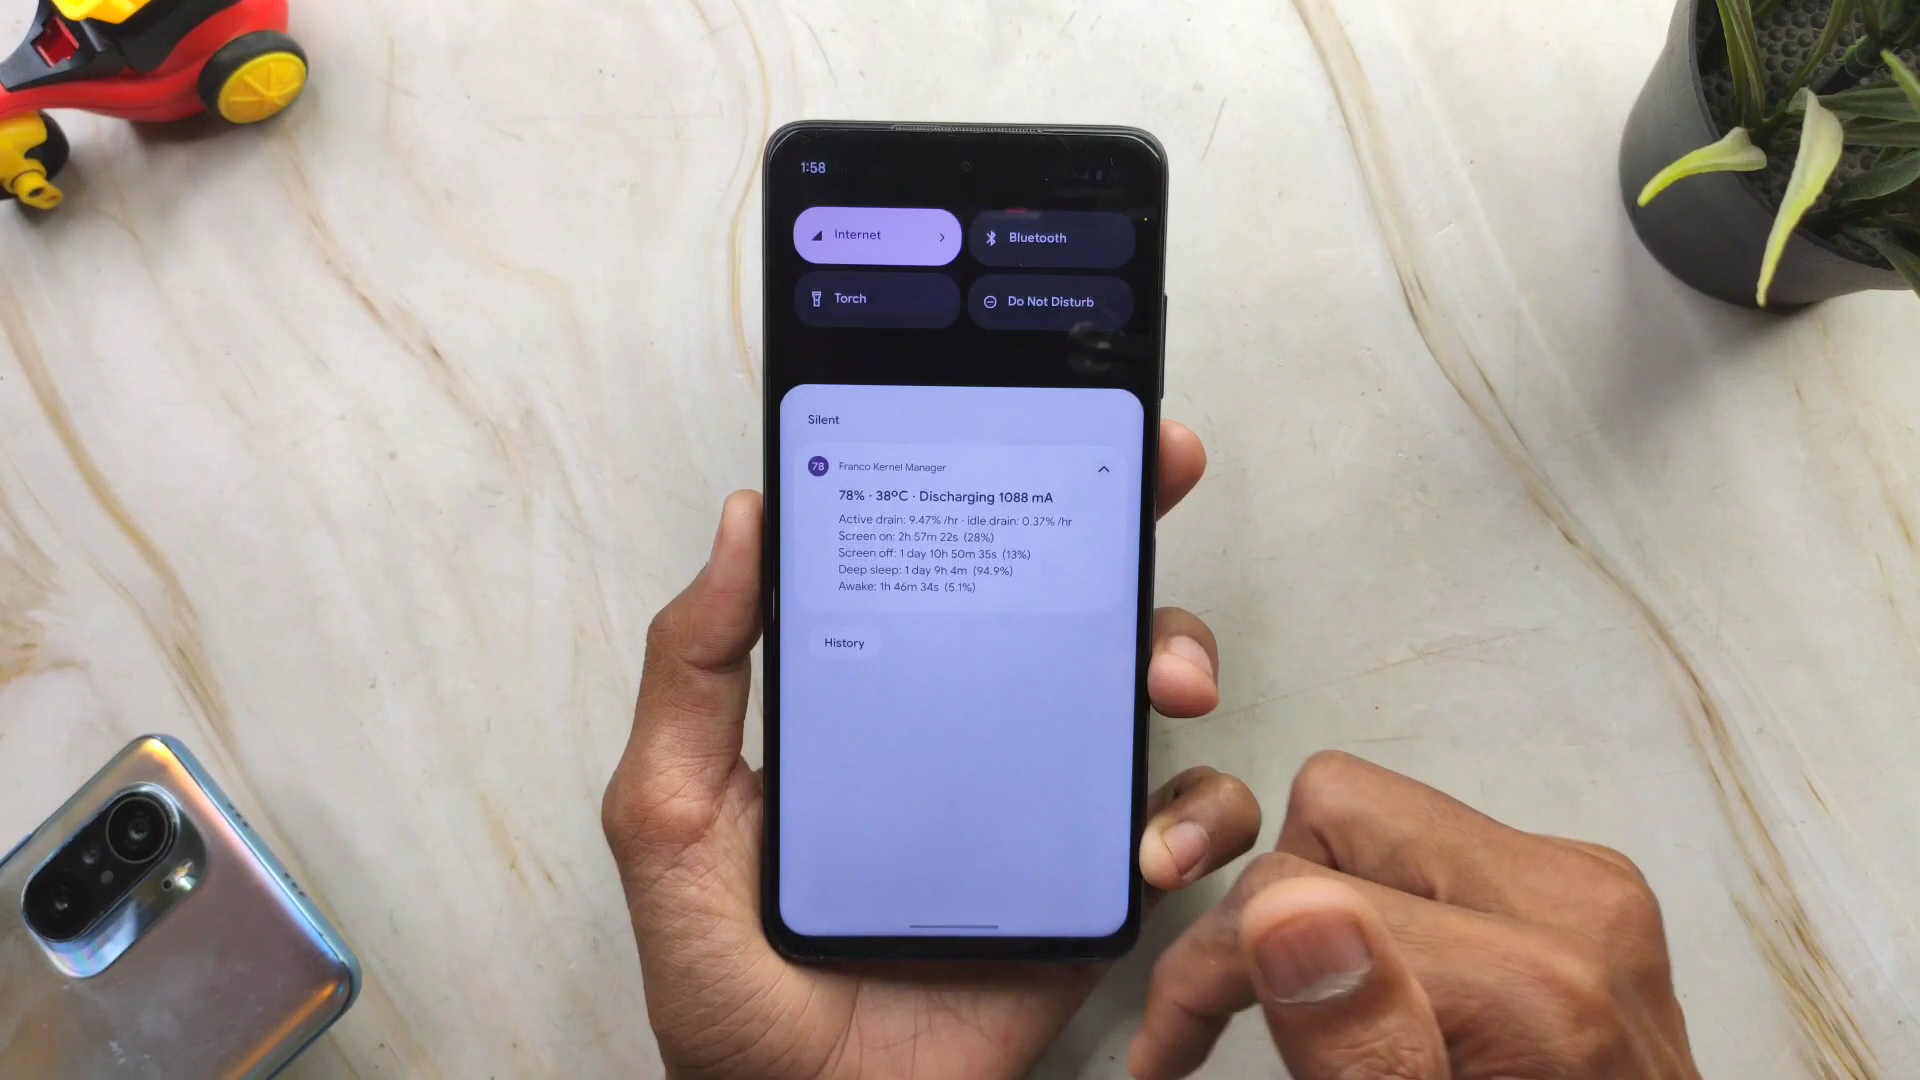 1:58
Internet
Bluetooth
Torch
Do Not Disturb
Silent
78
Franco Kernel Manager
78% · 38ºC · Discharging 1088 mA
Active drain: 9.47% /hr · idle drain: 0.37% /hr
Screen on: 2h 57m 22s (28%)
Screen off: 1 day 10h 50m 35s (13%)
Deep sleep: 1 day 9h 4m (94.9%)
Awake: 1h 46m 34s (5.1%)
History